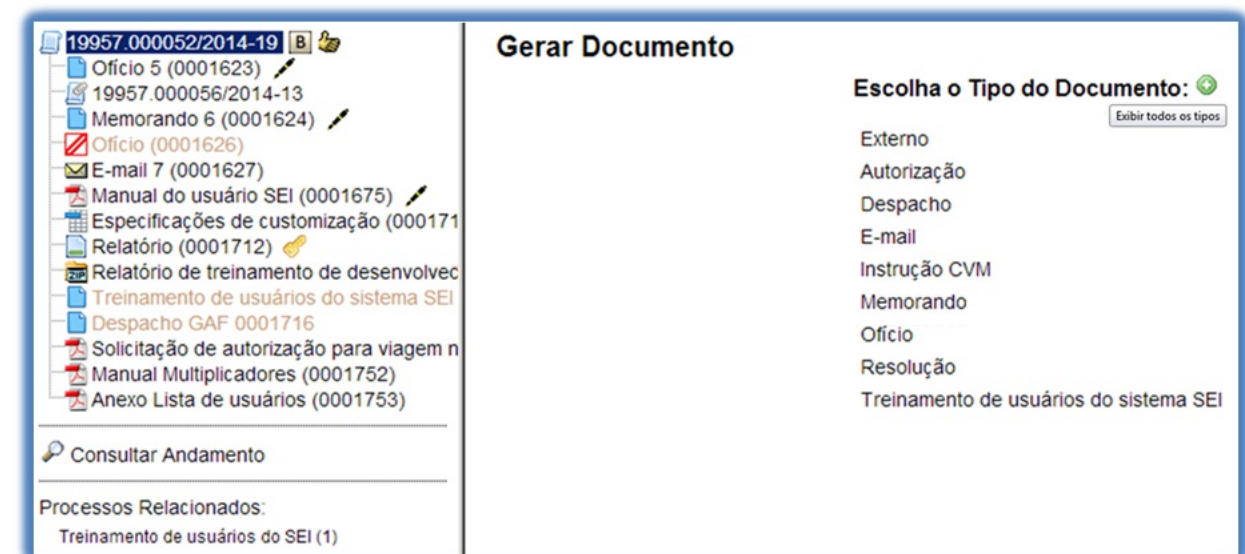 19957.000052/2014-19 B
Ofício 5 (0001623)
19957.000056/2014-13
Memorando 6 (0001624)
Ofício (0001626)
E-mail 7 (0001627)
Manual do usuário SEI (0001675)
Especificações de customização (000171
Relatório (0001712)
ZIP Relatório de treinamento de desenvolvec
Treinamento de usuários do sistema SEI
Despacho GAF 0001716
Solicitação de autorização para viagem n
Manual Multiplicadores (0001752)
Anexo Lista de usuários (0001753)
Consultar Andamento
Processos Relacionados:
Treinamento de usuários do SEI (1)
Gerar Documento
Escolha o Tipo do Documento:
Exibir todos os tipos
Externo
Autorização
Despacho
E-mail
Instrução CVM
Memorando
Ofício
Resolução
Treinamento de usuários do sistema SEI